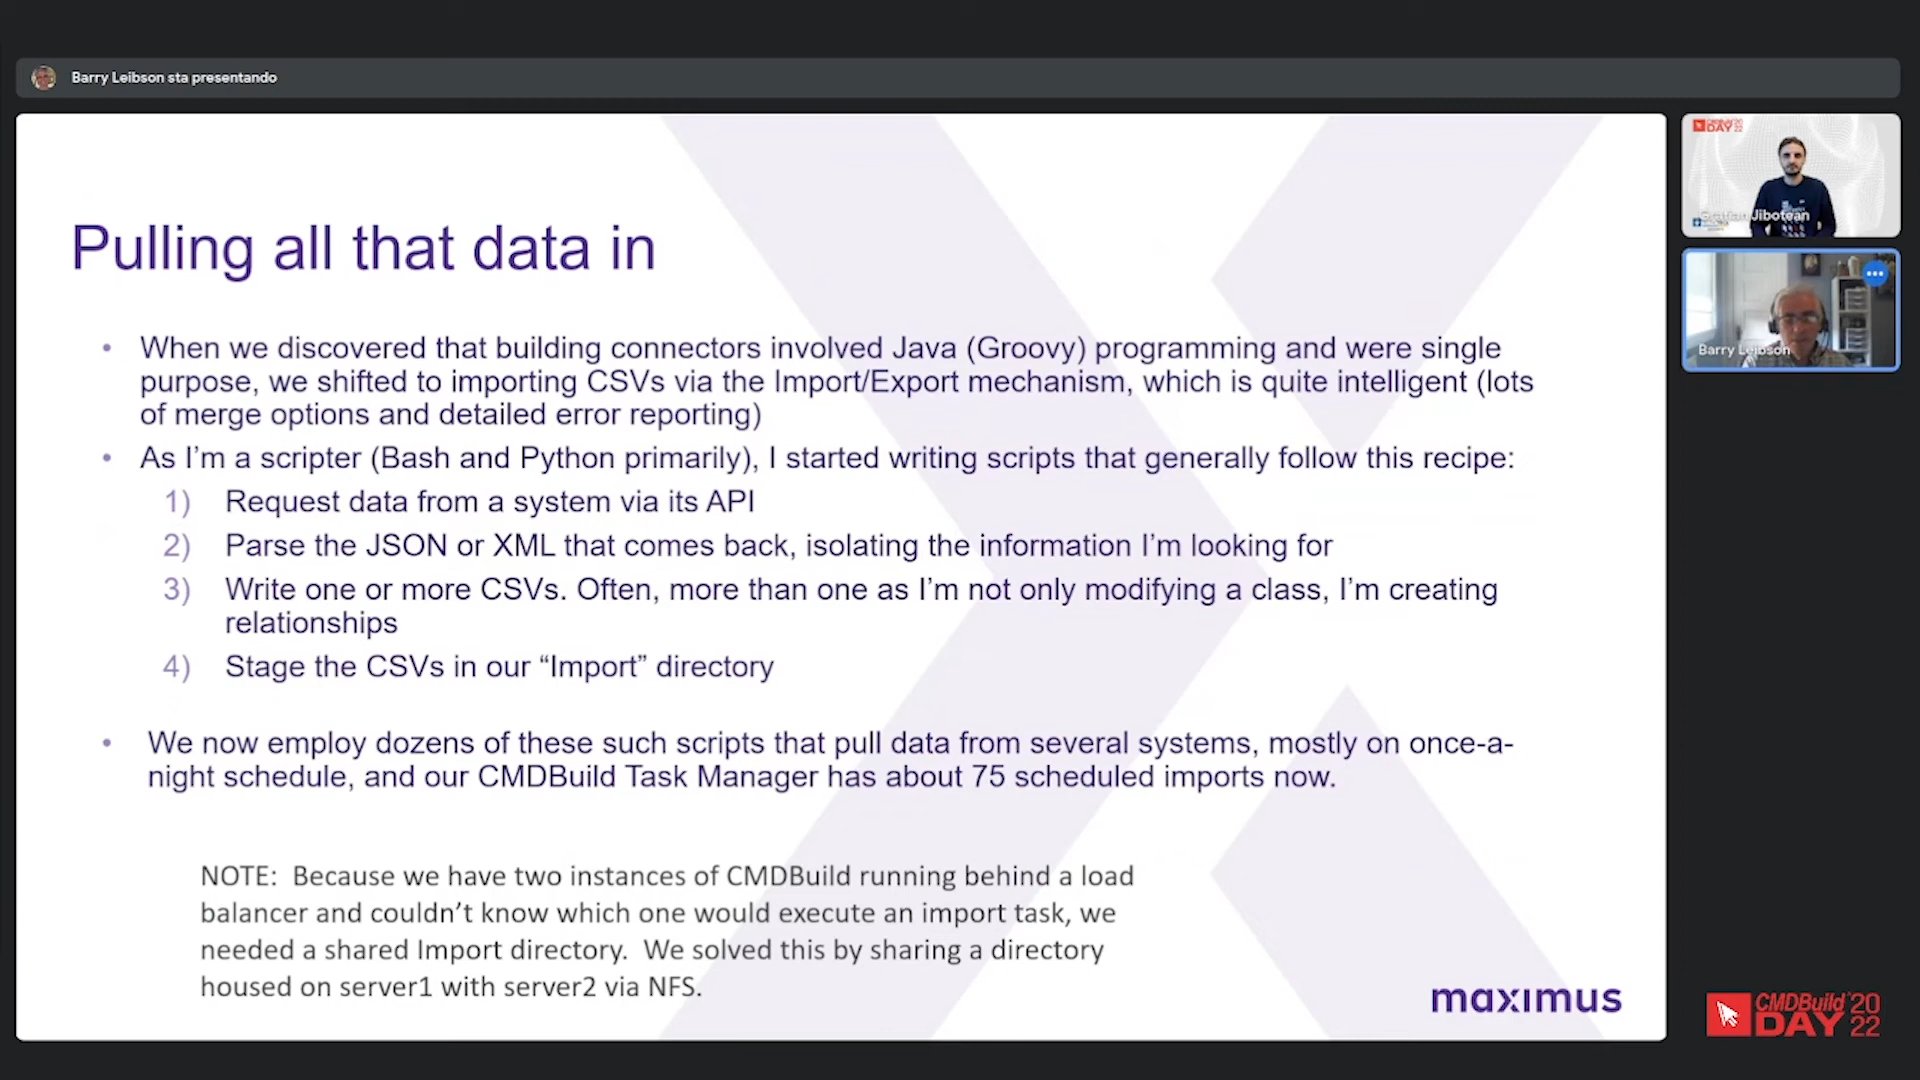 Barry Leibson sta presentando
Pulling all that data in
• When we discovered that building connectors involved Java (Groovy) programming and were single
purpose, we shifted to importing CSVs via the Import/Export mechanism, which is quite intelligent (lots
of merge options and detailed error reporting)
• As I’m a scripter (Bash and Python primarily), I started writing scripts that generally follow this recipe:
1) Request data from a system via its API
2) Parse the JSON or XML that comes back, isolating the information I’m looking for
3) Write one or more CSVs. Often, more than one as I’m not only modifying a class, I’m creating
relationships
4) Stage the CSVs in our “Import” directory
• We now employ dozens of these such scripts that pull data from several systems, mostly on once-a-
night schedule, and our CMDBuild Task Manager has about 75 scheduled imports now.
NOTE: Because we have two instances of CMDBuild running behind a load
balancer and couldn’t know which one would execute an import task, we
needed a shared Import directory. We solved this by sharing a directory
housed on server1 with server2 via NFS.
maximus
CMDBuild 20
DAY 22
Jibotean
Barry Leibson
CMDBuild 20
DAY 22